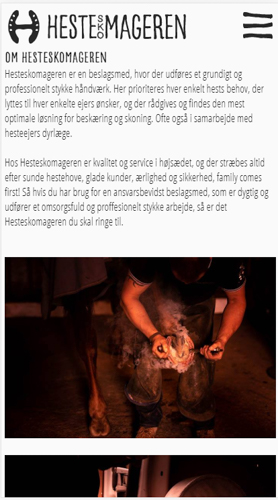 HESTESKOMAGEREN
OM HESTESKOMAGEREN
Hesteskomageren er en beslagsmed, hvor der udføres et grundigt og
professionelt stykke håndværk. Her prioriteres hver enkelt hests behov, der
lyttes til hver enkelte ejers ønsker, og der rådgives og findes den mest
optimale løsning for beskæring og skoning. Ofte også i samarbejde med
hesteejers dyrlæge.
Hos Hesteskomageren er kvalitet og service i højsædet, og der stræbes altid
efter sunde hestehove, glade kunder, ærlighed og sikkerhed, family comes
first! Så hvis du har brug for en ansvarsbevidst beslagsmed, som er dygtig og
udfører et omsorgsfuld og proffesionelt stykke arbejde, så er det
Hesteskomageren du skal ringe til.